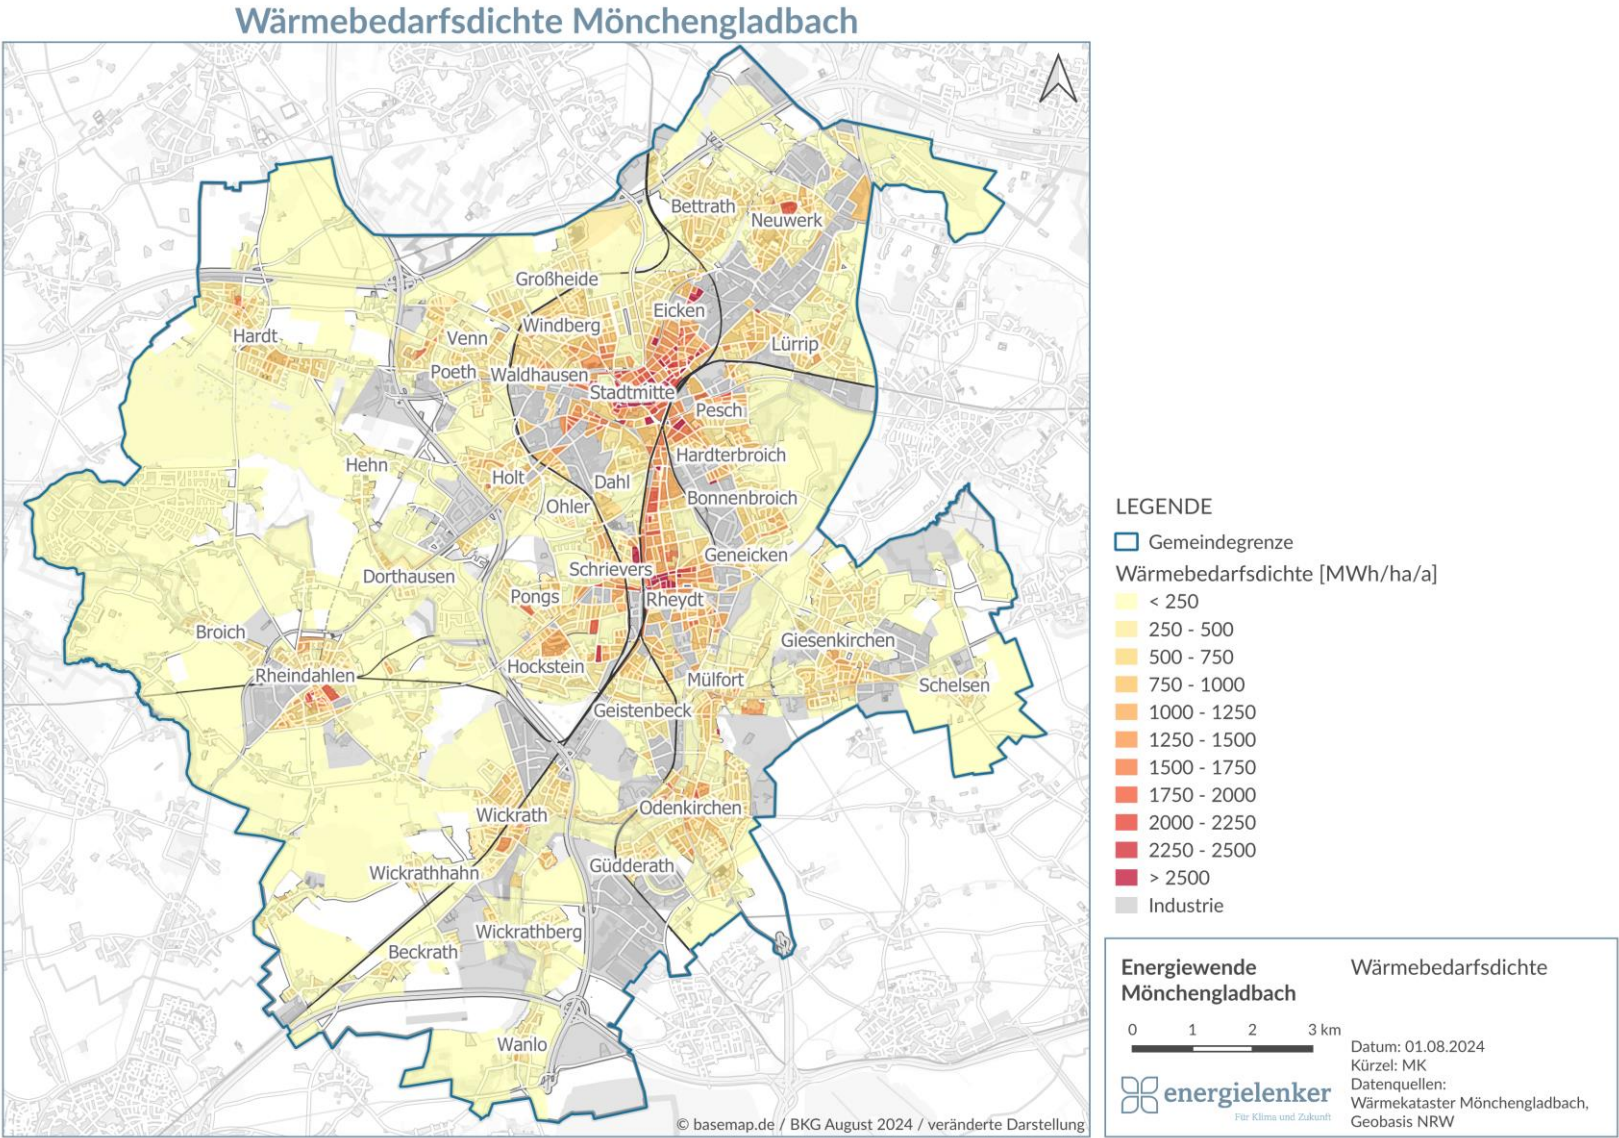 Wärmebedarfsdichte Mönchengladbach
Bettrath
Neuwerk
Großheide
Eicken
Windberg
Venn
Hardt
Lürrip
Poeth
Waldhausen
Stadtmitte
Pesch
Hardterbroich
Hehn
Holt
Dahl
Bonnenbroich
Ohler
Geneicken
Schrievers
Dorthausen
Pongs
Rheydt
Broich
Giesenkirchen
Hockstein
Rheindahlen
Mülfort
Schelsen
Geistenbeck
Odenkirchen
Wickrath
Güdderath
Wickrathhahn
Wickrathberg
Beckrath
Wanlo
© basemap.de / BKG August 2024 / veränderte Darstellung
LEGENDE
Gemeindegrenze
Wärmebedarfsdichte [MWh/ha/a]
< 250
250 - 500
500 - 750
750 - 1000
1000 - 1250
1250 - 1500
1500 - 1750
1750 - 2000
2000 - 2250
2250 - 2500
> 2500
Industrie
Energiewende
Mönchengladbach
Wärmebedarfsdichte
0 1 2 3 km
Datum: 01.08.2024
Kürzel: MK
Datenquellen:
Wärmekataster Mönchengladbach,
Geobasis NRW
energielenker
Für Klima und Zukunft